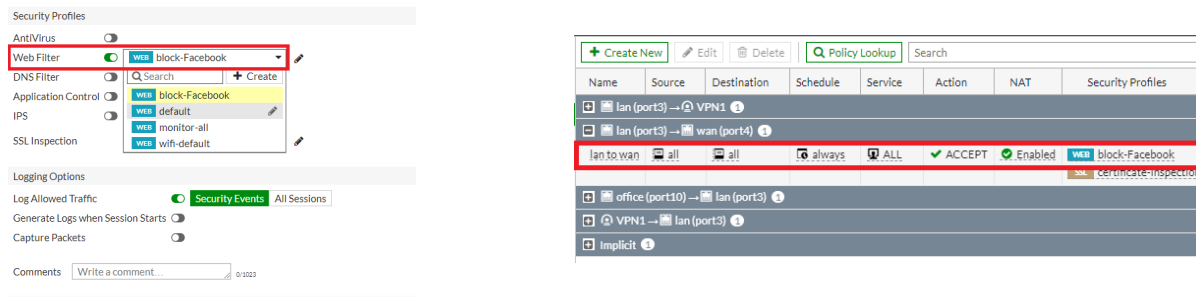 Security Profiles
AntiVirus
Web Filter WEB block-Facebook
DNS Filter Search + Create
WEB block-Facebook
Application Control WEB default
IPS WEB monitor-all
SSL Inspection WEB wifi-default
Logging Options
Log Allowed Traffic Security Events All Sessions
Generate Logs when Session Starts
Capture Packets
Comments Write a comment... 0/1023
+ Create New Edit Delete Policy Lookup Search
Name Source Destination Schedule Service Action NAT Security Profiles
lan (port3) → VPN1 1
lan (port3) → wan (port4) 1
lan to wan all all always ALL ACCEPT Enabled WEB block-Facebook
SSL certificate-inspection
office (port10) → lan (port3) 1
VPN1 → lan (port3) 1
Implicit 1